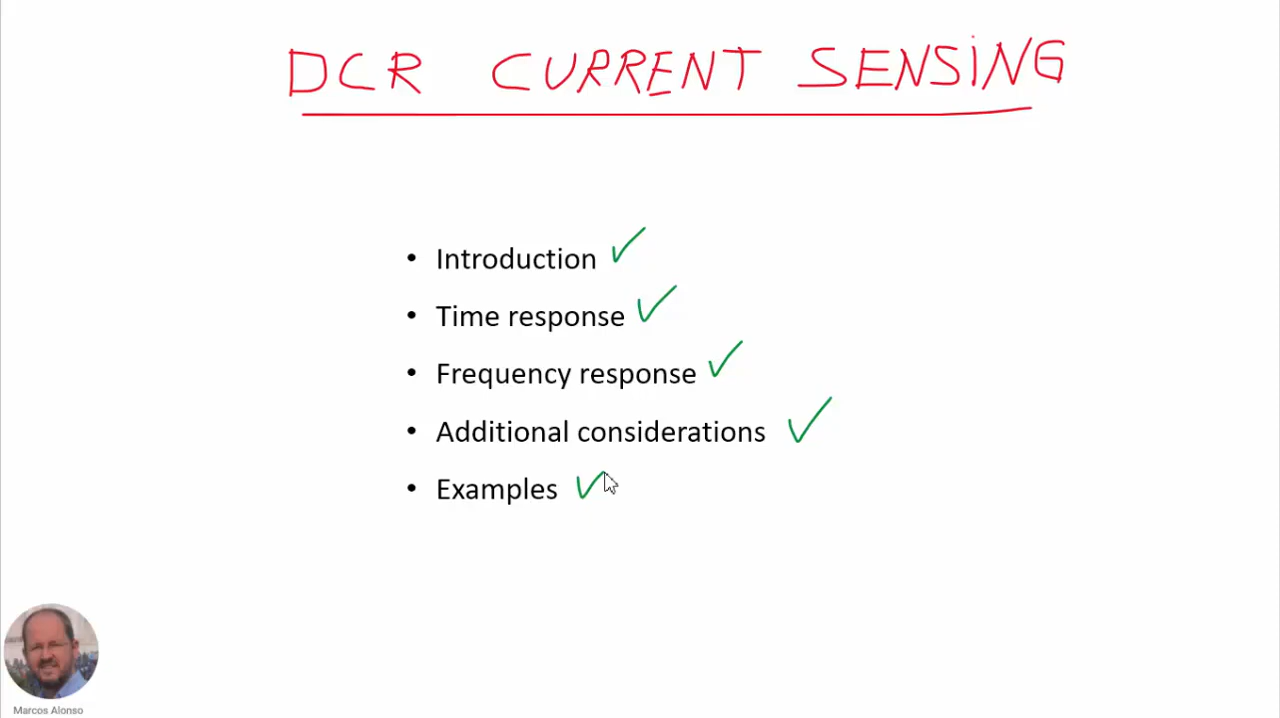 DCR CURRENT SENSING
• Introduction
• Time response
• Frequency response
• Additional considerations
• Examples
Marcos Alonso